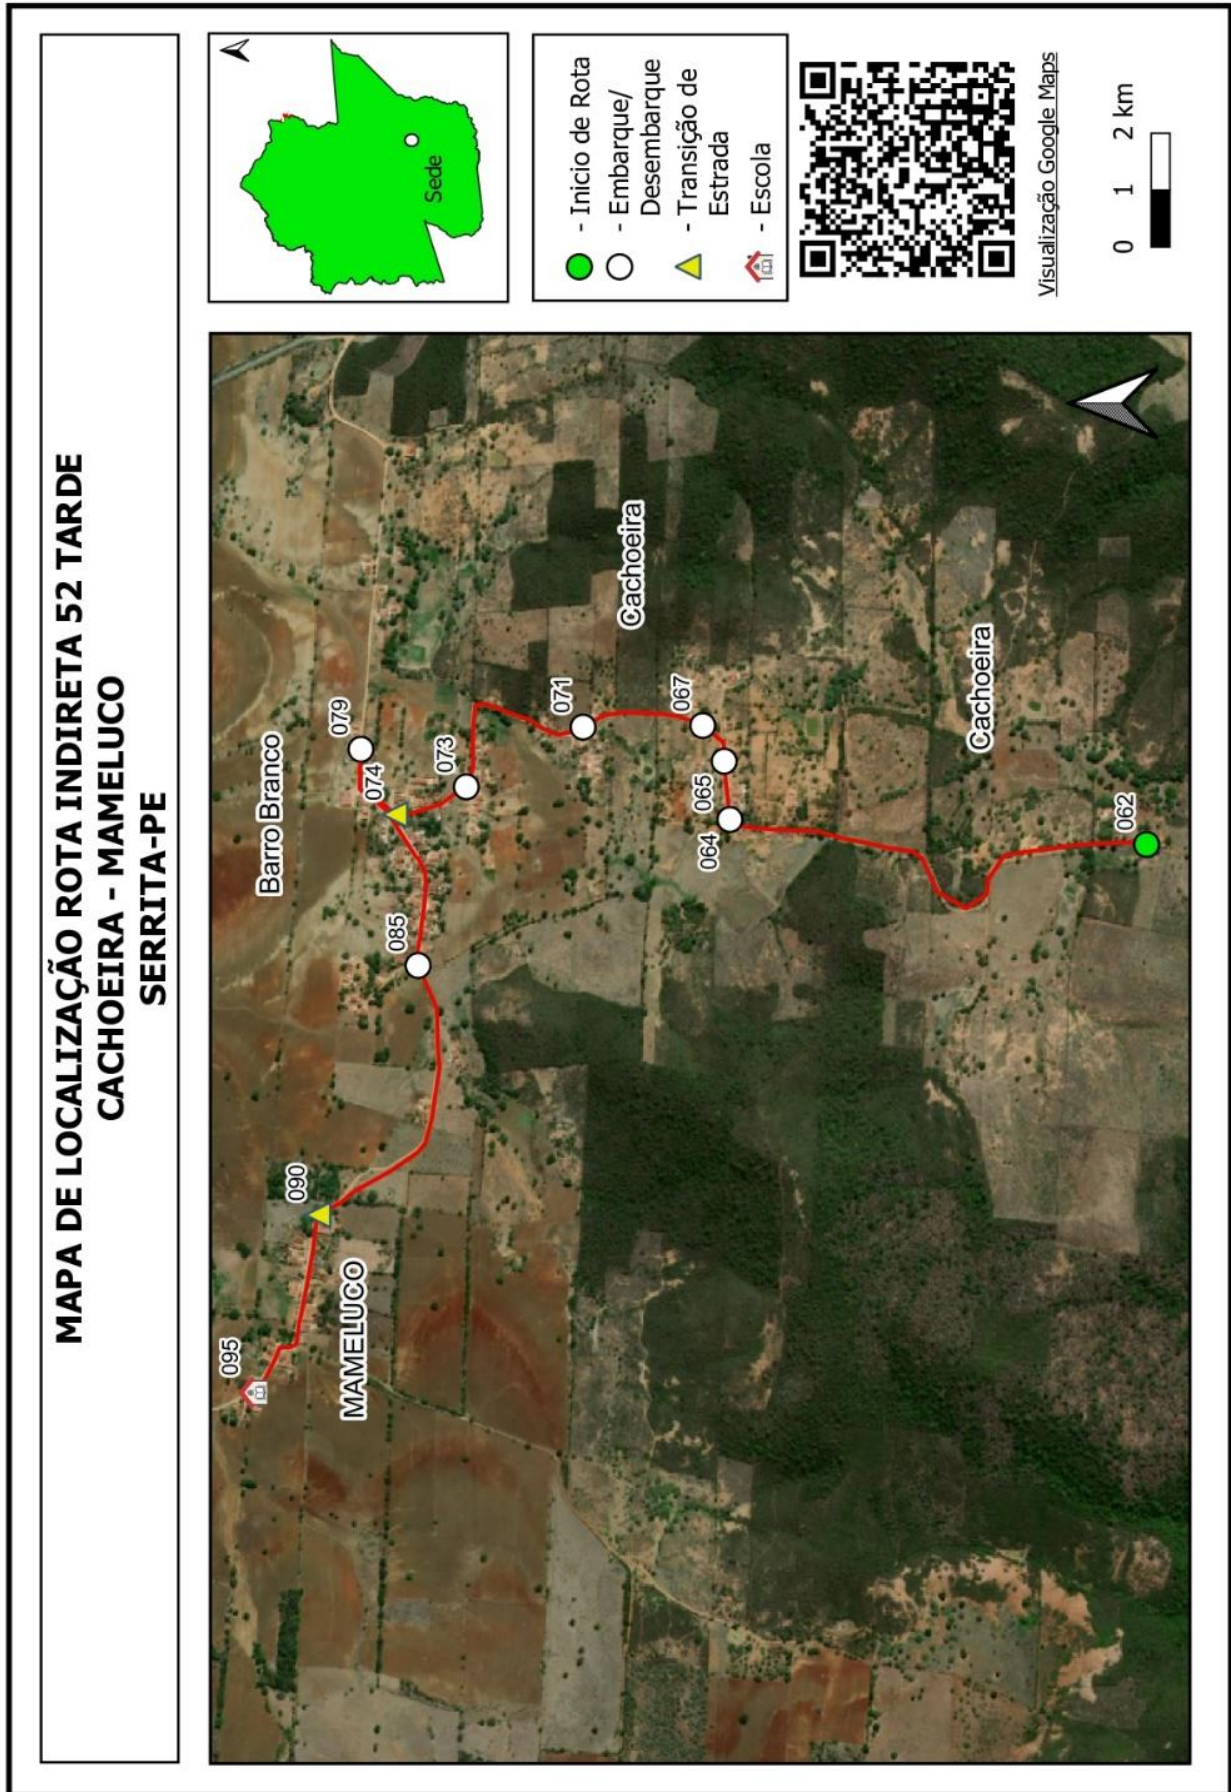 MAPA DE LOCALIZAÇÃO ROTA INDIRETA 52 TARDE
CACHOEIRA - MAMELUCO
SERRITA-PE
095
090
MAMELUCO
085
Barro Branco
074
079
073
071
Cachoeira
067
065
064
Cachoeira
062
Sede
- Inicio de Rota
- Embarque/
Desembarque
- Transição de
Estrada
- Escola
Visualização Google Maps
0 1 2 km